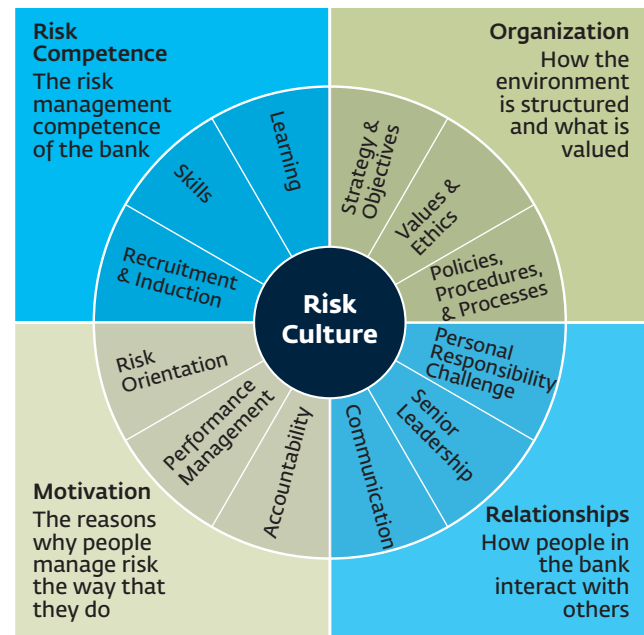 Risk
Competence
The risk
management
competence
of the bank
Organization
How the
environment
is structured
and what is
valued
Learning
Skills
Recruitment
& Induction
Strategy &
Objectives
Values &
Ethics
Policies,
Procedures,
& Processes
Risk
Culture
Risk
Orientation
Performance
Management
Accountability
Personal
Responsibility
Challenge
Senior
Leadership
Communication
Motivation
The reasons
why people
manage risk
the way that
they do
Relationships
How people in
the bank
interact with
others